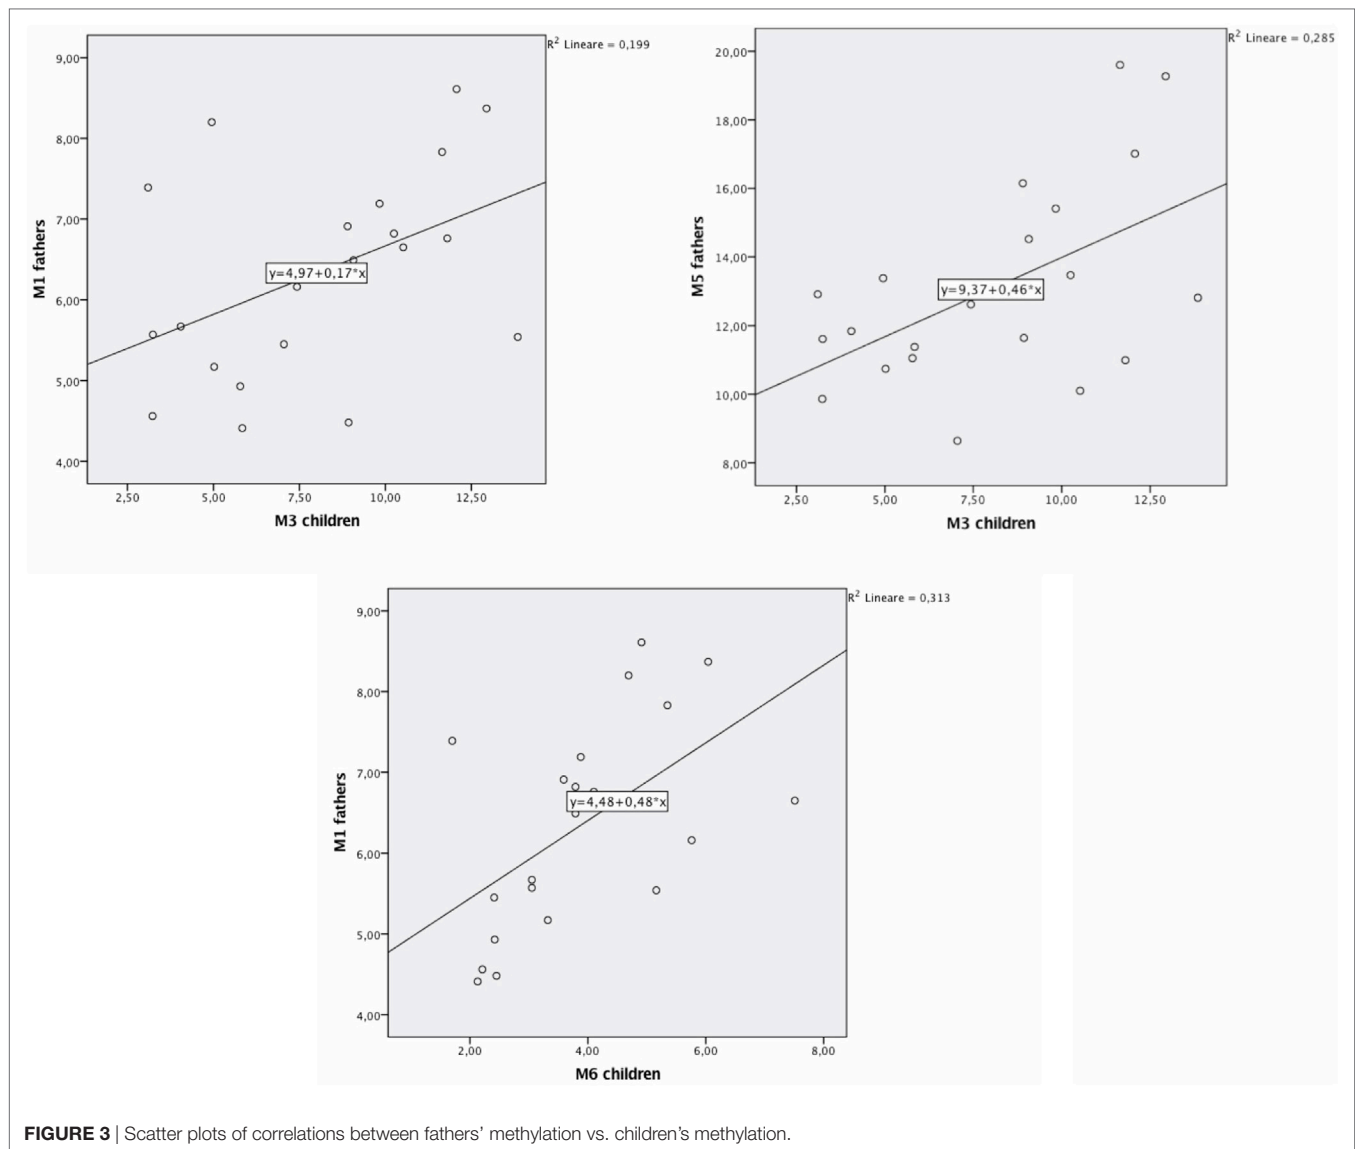 R² Lineare = 0,199
9,00
8,00
7,00
6,00
5,00
4,00
M1 fathers
y=4,97+0,17*x
2,50 5,00 7,50 10,00 12,50
M3 children
R² Lineare = 0,285
20,00
18,00
16,00
14,00
12,00
10,00
8,00
M5 fathers
y=9,37+0,46*x
2,50 5,00 7,50 10,00 12,50
M3 children
R² Lineare = 0,313
9,00
8,00
7,00
6,00
5,00
4,00
M1 fathers
y=4,48+0,48*x
2,00 4,00 6,00 8,00
M6 children
FIGURE 3 | Scatter plots of correlations between fathers’ methylation vs. children’s methylation.